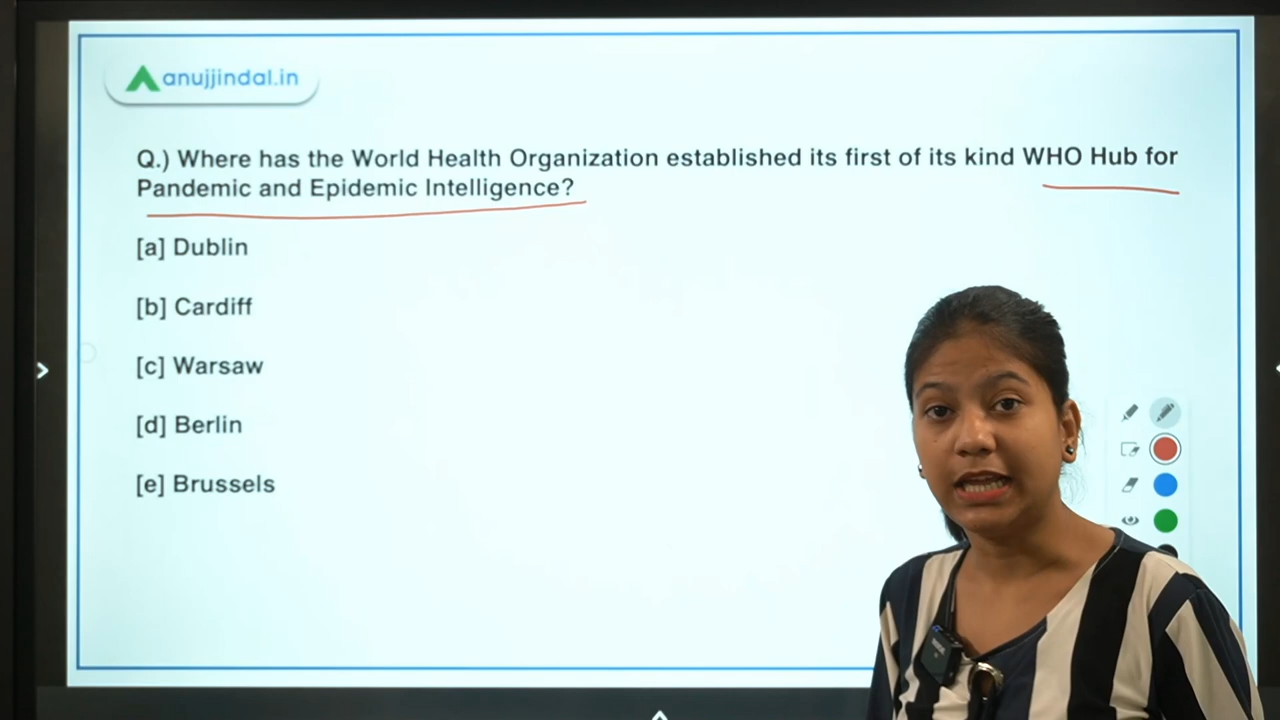 anujjindal.in
Q.) Where has the World Health Organization established its first of its kind WHO Hub for
Pandemic and Epidemic Intelligence?
[a] Dublin
[b] Cardiff
[c] Warsaw
[d] Berlin
[e] Brussels